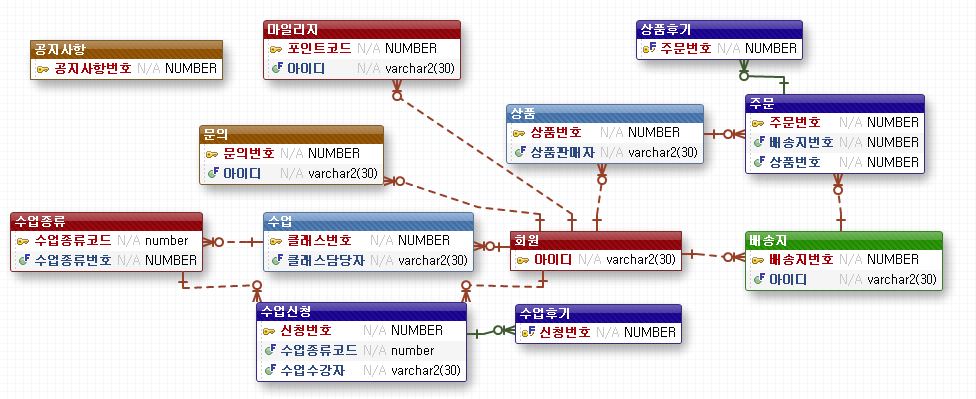 공지사항
공지사항번호 N/A NUMBER
마일리지
포인트코드 N/A NUMBER
아이디 N/A varchar2(30)
상품후기
주문번호 N/A NUMBER
문의
문의번호 N/A NUMBER
아이디 N/A varchar2(30)
상품
상품번호 N/A NUMBER
상품판매자 N/A varchar2(30)
주문
주문번호 N/A NUMBER
배송지번호 N/A NUMBER
상품번호 N/A NUMBER
수업종류
수업종류코드 N/A number
수업종류번호 N/A NUMBER
수업
클래스번호 N/A NUMBER
클래스담당자 N/A varchar2(30)
회원
아이디 N/A varchar2(30)
배송지
배송지번호 N/A NUMBER
아이디 N/A varchar2(30)
수업신청
신청번호 N/A NUMBER
수업종류코드 N/A number
수업수강자 N/A varchar2(30)
수업후기
신청번호 N/A NUMBER